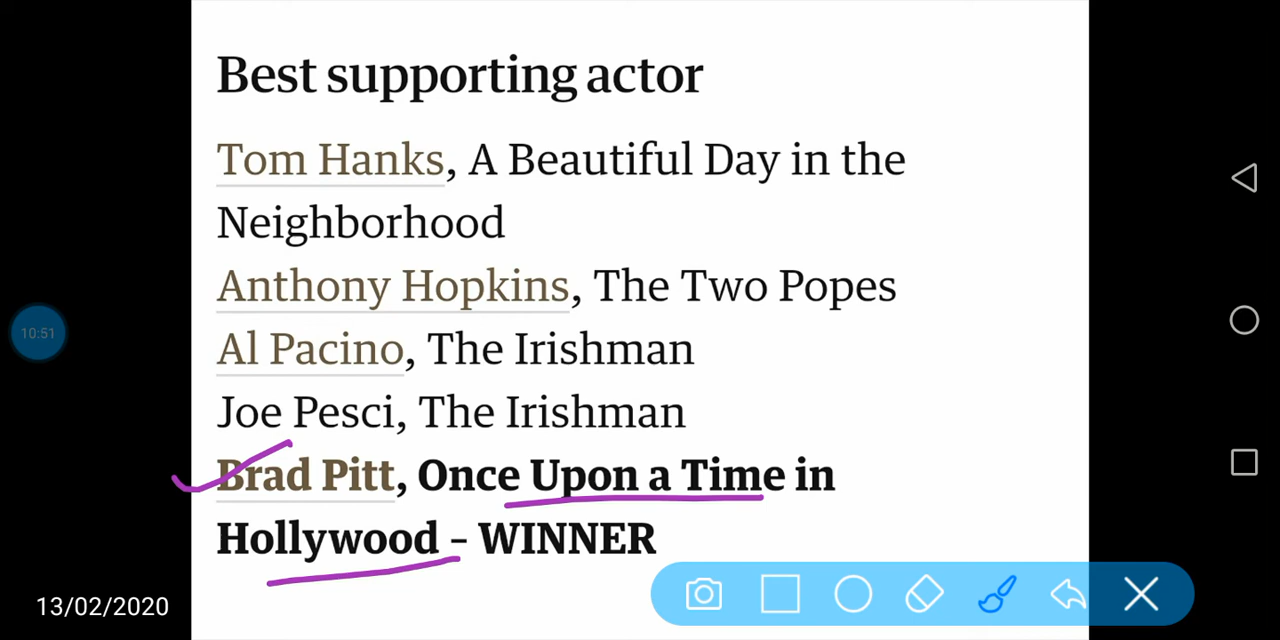 Best supporting actor
Tom Hanks, A Beautiful Day in the
Neighborhood
Anthony Hopkins, The Two Popes
Al Pacino, The Irishman
Joe Pesci, The Irishman
Brad Pitt, Once Upon a Time in
Hollywood – WINNER
10:51
13/02/2020